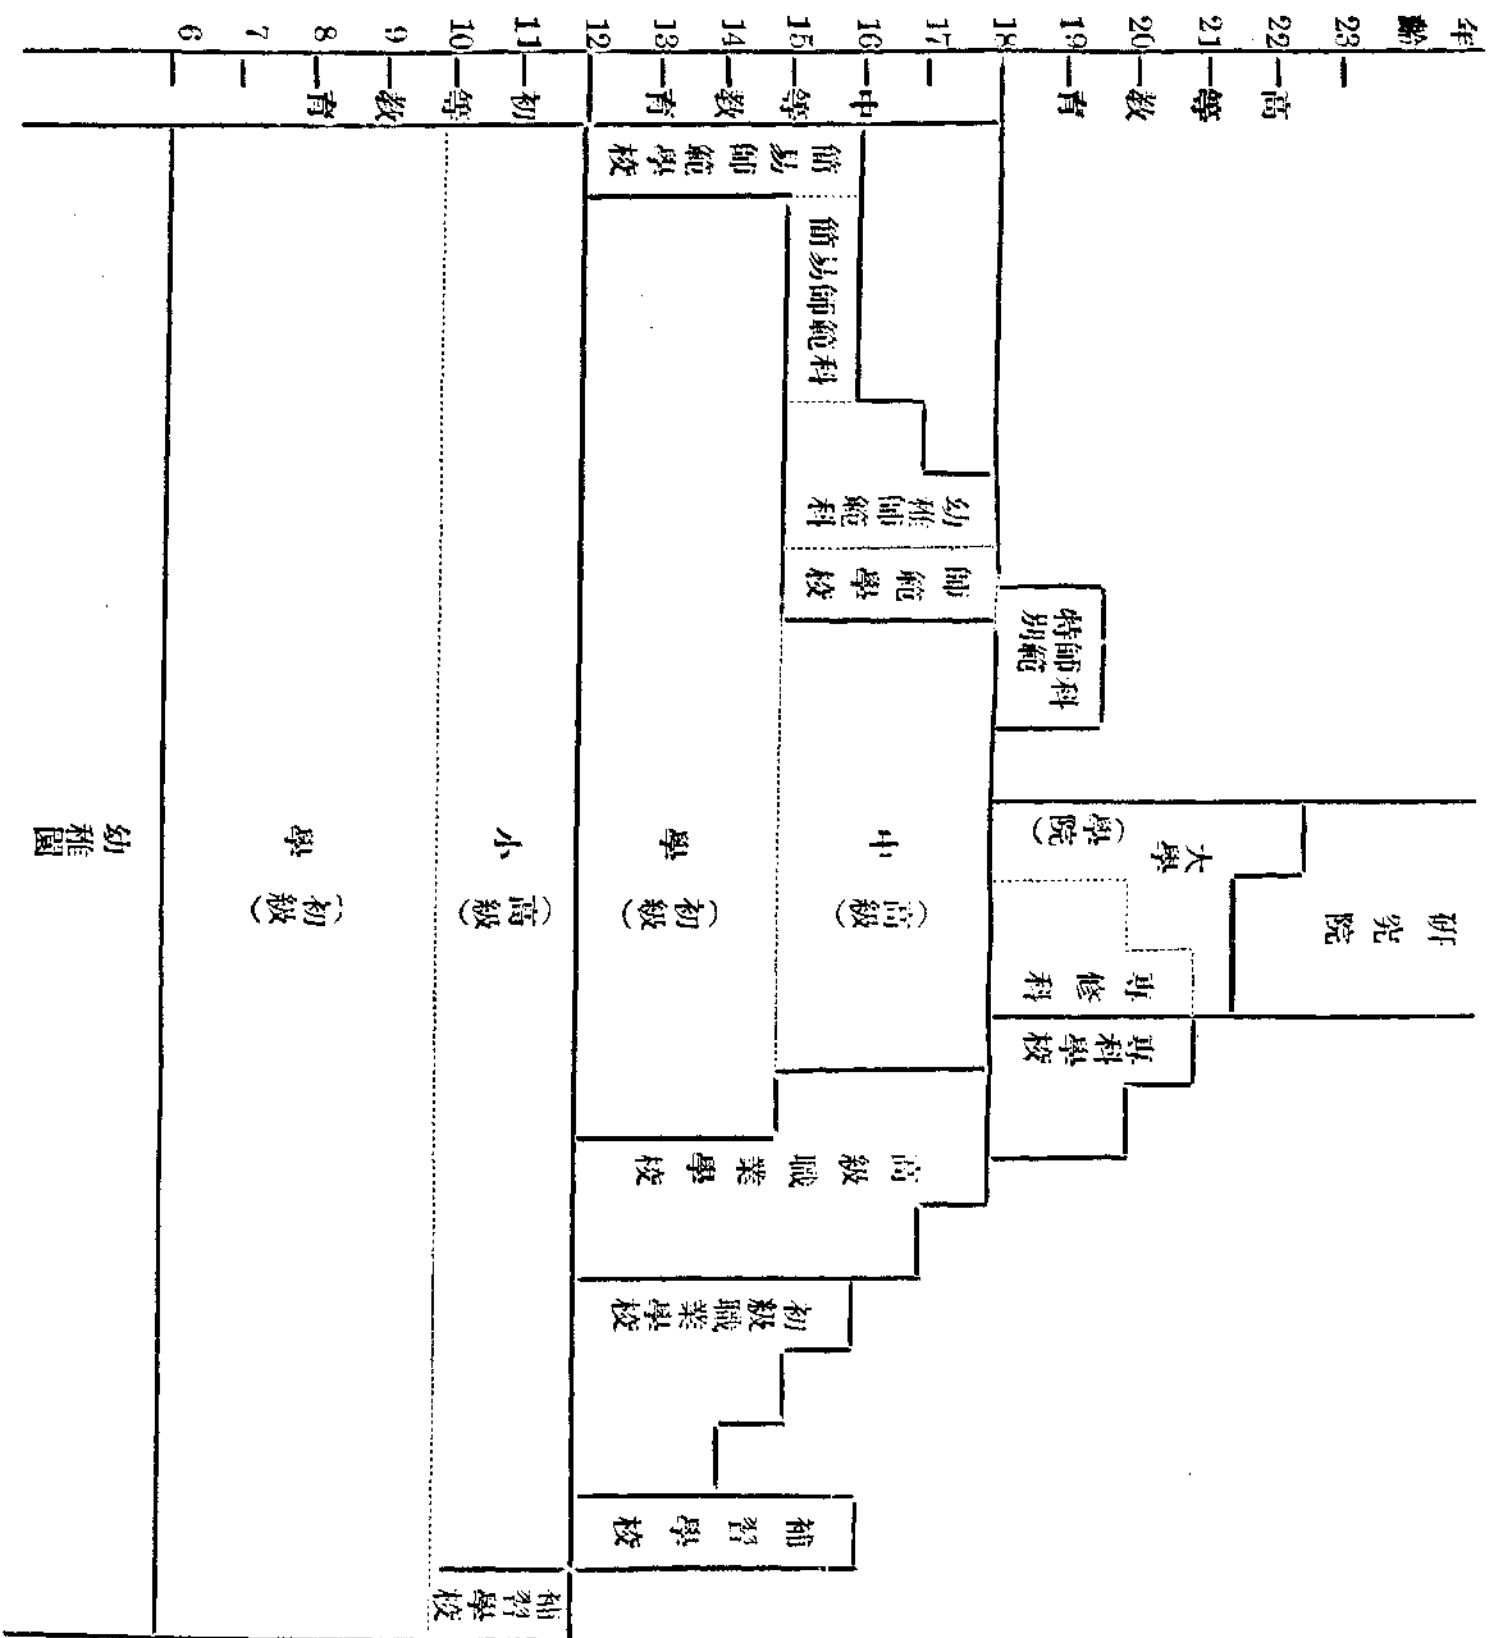 年齡
23
22
21
20
19
18
17
16
15
14
13
12
11
10
9
8
7
6
高等教育
中等教育
初等教育
研究院
大學
(學院)
專修科
專科學校
特別師範科
簡易師範學校
簡易師範科
幼稚師範科
師範學校
中學
(高級)
(初級)
高級職業學校
初級職業學校
補習學校
小學
(高級)
(初級)
補習學校
幼稚園